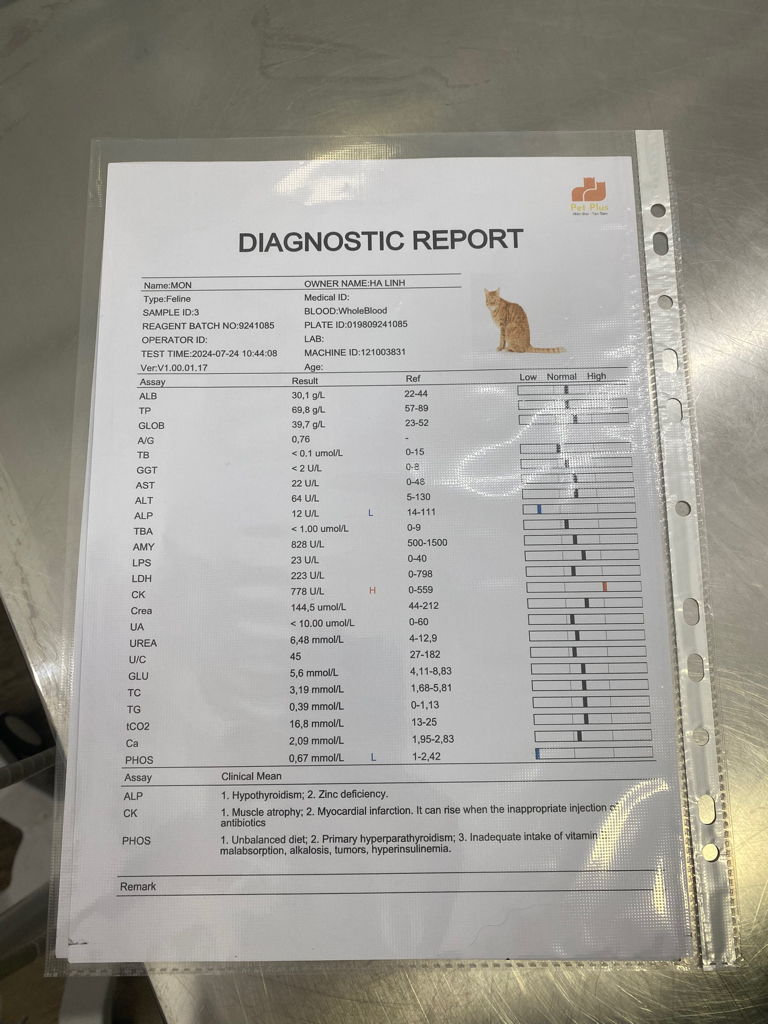 Pet Plus
DIAGNOSTIC REPORT
Name:MON OWNER NAME:HA LINH
Type:Feline Medical ID:
SAMPLE ID:3 BLOOD:WholeBlood
REAGENT BATCH NO:9241085 PLATE ID:019809241085
OPERATOR ID: LAB:
TEST TIME:2024-07-24 10:44:08 MACHINE ID:121003831
Ver:V1.00.01.17 Age:
Assay Result Ref Low Normal High
ALB 30,1 g/L 22-44
TP 69,8 g/L 57-89
GLOB 39,7 g/L 23-52
A/G 0,76 -
TB < 0.1 umol/L 0-15
GGT < 2 U/L 0-8
AST 22 U/L 0-48
ALT 64 U/L 5-130
ALP 12 U/L L 14-111
TBA < 1.00 umol/L 0-9
AMY 828 U/L 500-1500
LPS 23 U/L 0-40
LDH 223 U/L 0-798
CK 778 U/L H 0-559
Crea 144,5 umol/L 44-212
UA < 10.00 umol/L 0-60
UREA 6,48 mmol/L 4-12,9
U/C 45 27-182
GLU 5,6 mmol/L 4,11-8,83
TC 3,19 mmol/L 1,68-5,81
TG 0,39 mmol/L 0-1,13
tCO2 16,8 mmol/L 13-25
Ca 2,09 mmol/L 1,95-2,83
PHOS 0,67 mmol/L L 1-2,42
Assay Clinical Mean
ALP 1. Hypothyroidism; 2. Zinc deficiency.
CK 1. Muscle atrophy; 2. Myocardial infarction. It can rise when the inappropriate injection
antibiotics
PHOS 1. Unbalanced diet; 2. Primary hyperparathyroidism; 3. Inadequate intake of vitamin
malabsorption, alkalosis, tumors, hyperinsulinemia.
Remark